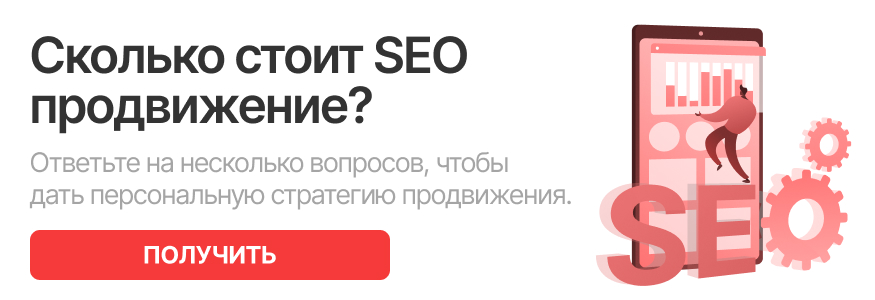 Сколько стоит SEO
продвижение?
Ответьте на несколько вопросов, чтобы
дать персональную стратегию продвижения.
ПОЛУЧИТЬ
SEO